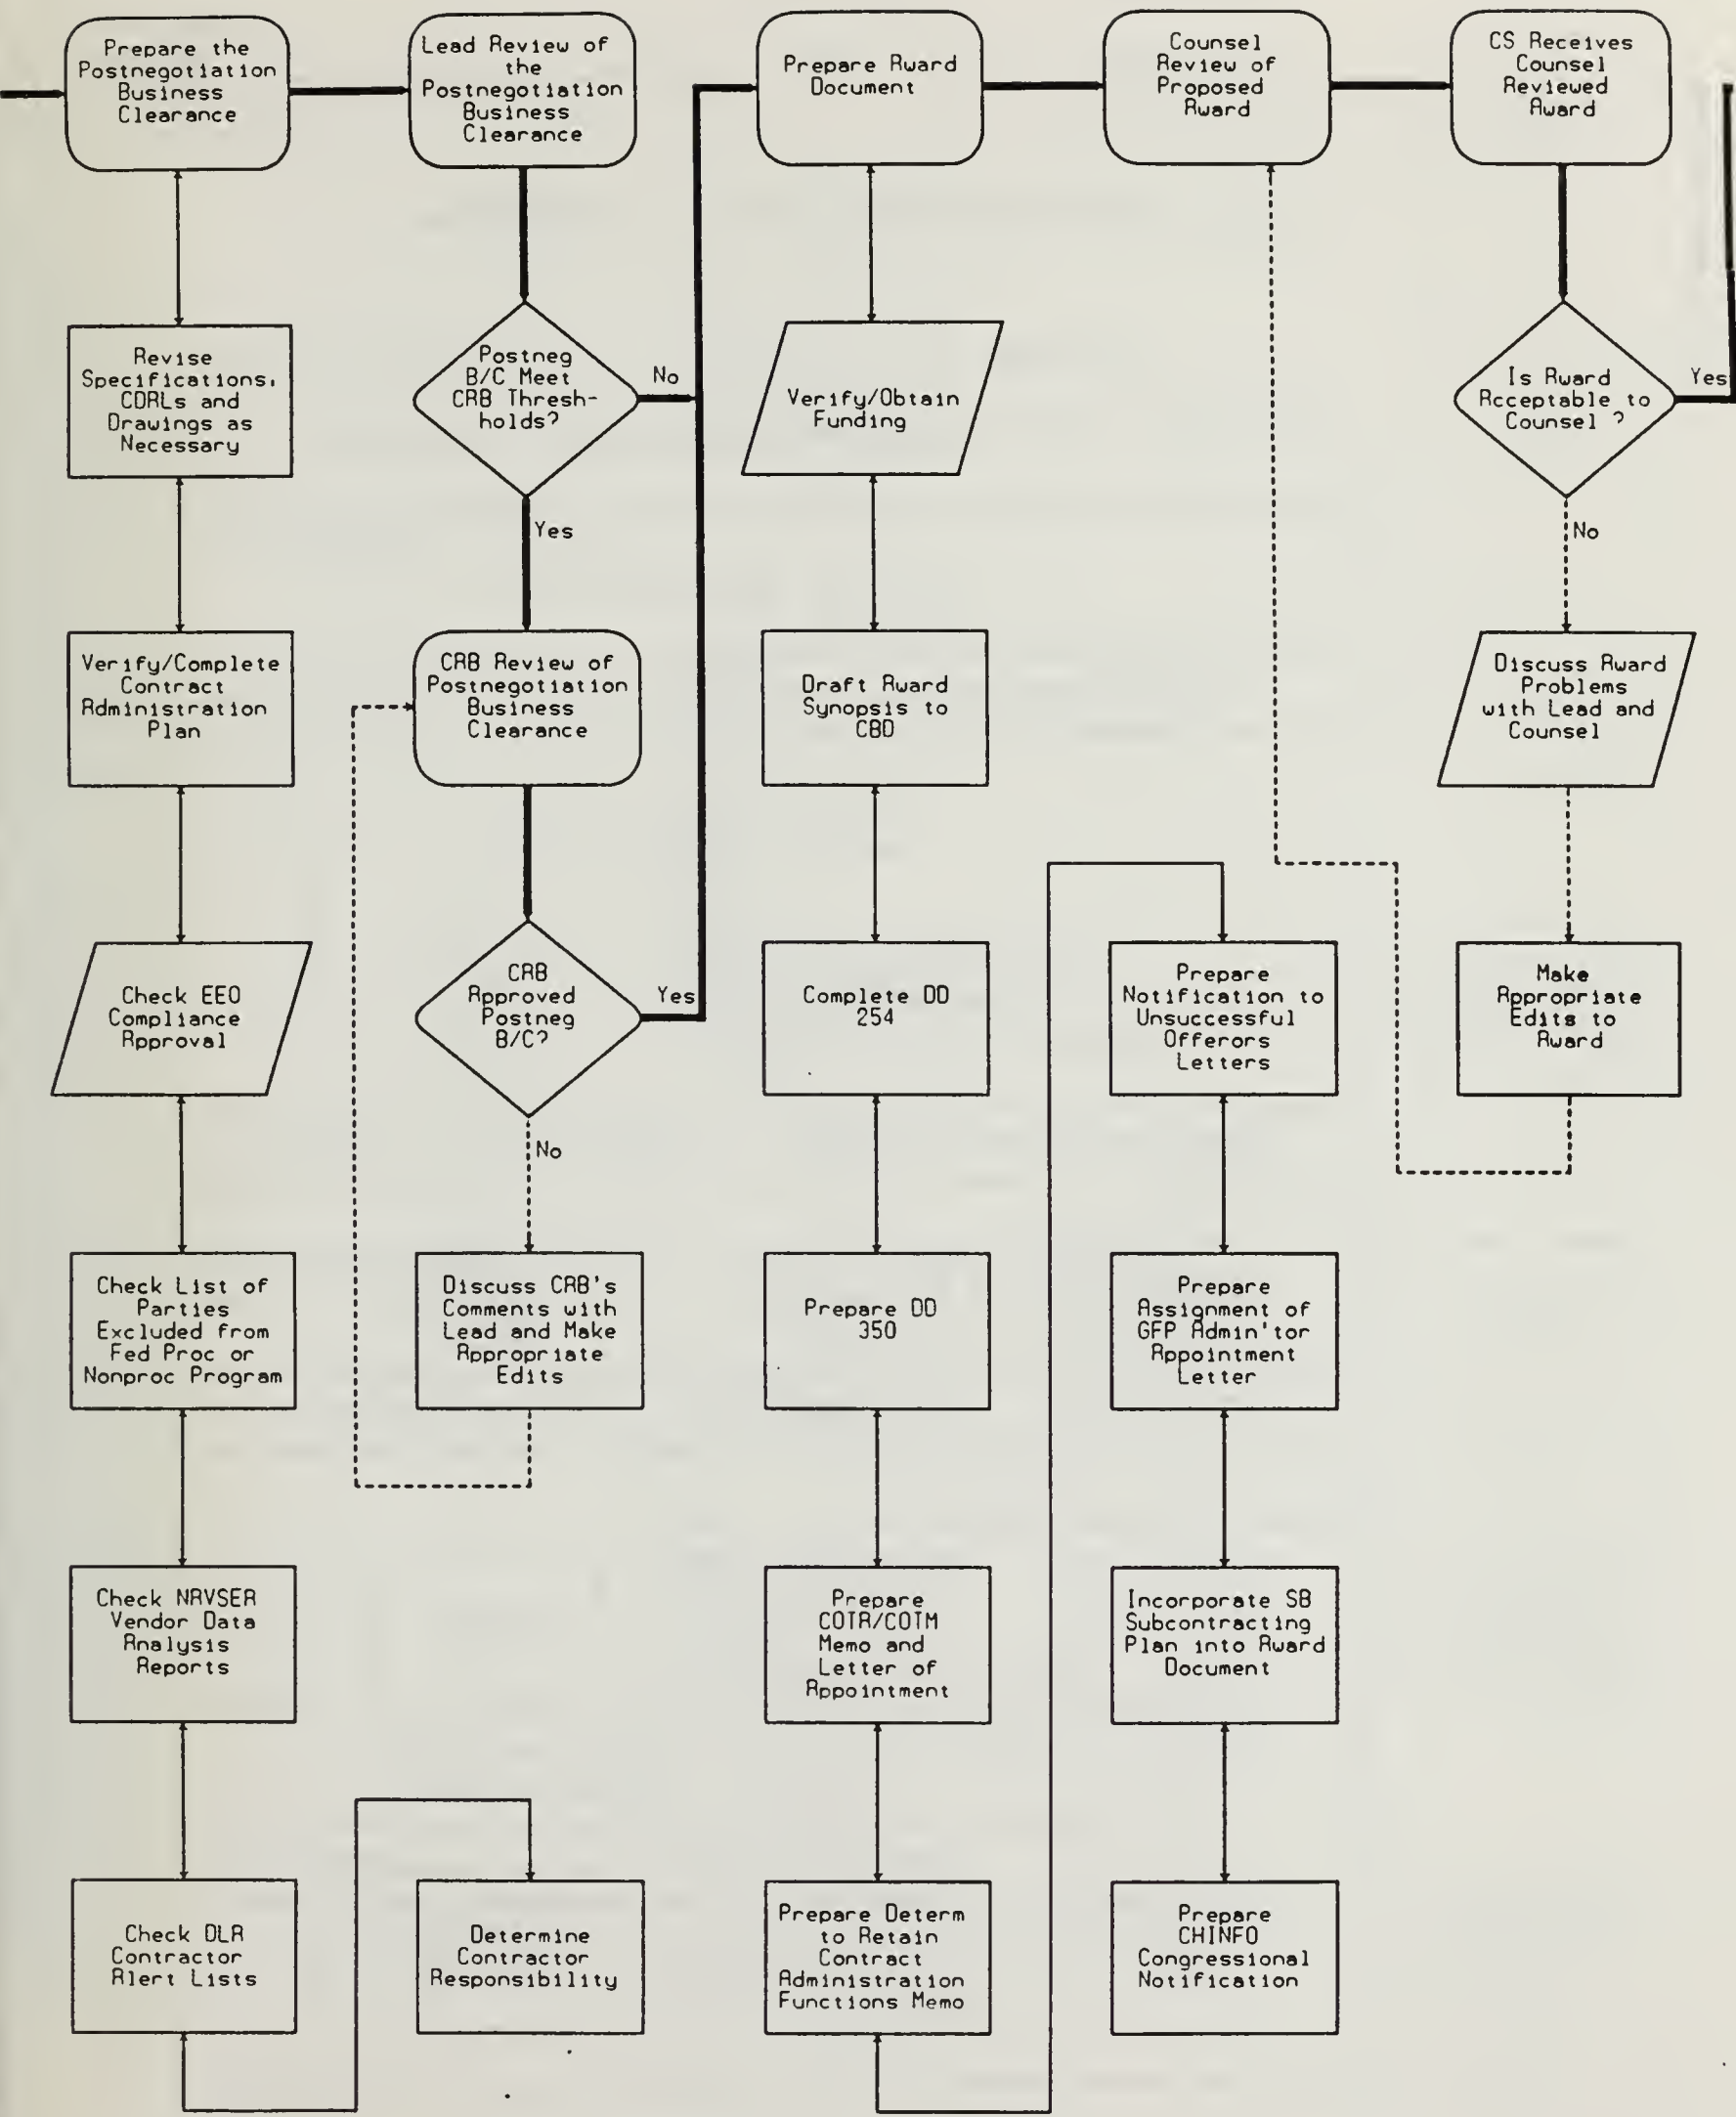 Prepare the
Postnegotiation
Business
Clearance
Lead Review of
the
Postnegotiation
Business
Clearance
Prepare Award
Document
Counsel
Review of
Proposed
Award
CS Receives
Counsel
Reviewed
Award
Revise
Specifications,
CDRLs and
Drawings as
Necessary
Postneg
B/C Meet
CRB Thresh-
holds?
No
Yes
Verify/Obtain
Funding
Is Award
Acceptable to
Counsel ?
Yes
No
Verify/Complete
Contract
Administration
Plan
CRB Review of
Postnegotiation
Business
Clearance
Draft Award
Synopsis to
CBD
Discuss Award
Problems
with Lead and
Counsel
Check EEO
Compliance
Approval
CRB
Approved
Postneg
B/C?
Yes
No
Complete DD
254
Prepare
Notification to
Unsuccessful
Offerors
Letters
Make
Appropriate
Edits to
Award
Check List of
Parties
Excluded from
Fed Proc or
Nonproc Program
Discuss CRB's
Comments with
Lead and Make
Appropriate
Edits
Prepare DD
350
Prepare
Assignment of
GFP Admin'tor
Appointment
Letter
Check NAVSEA
Vendor Data
Analysis
Reports
Prepare
COTR/COTM
Memo and
Letter of
Appointment
Incorporate SB
Subcontracting
Plan into Award
Document
Check DLA
Contractor
Alert Lists
Determine
Contractor
Responsibility
Prepare Determ
to Retain
Contract
Administration
Functions Memo
Prepare
CHINFO
Congressional
Notification